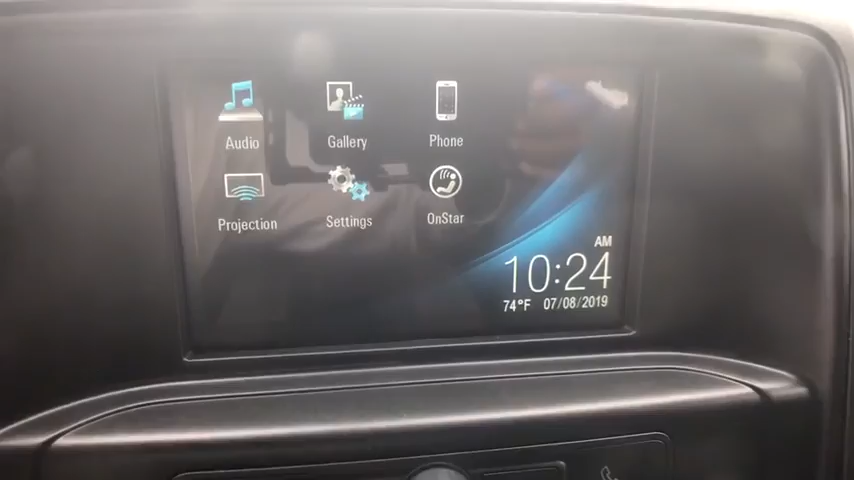 Audio
Gallery
Phone
Projection
Settings
OnStar
AM
10:24
74°F 07/08/2019